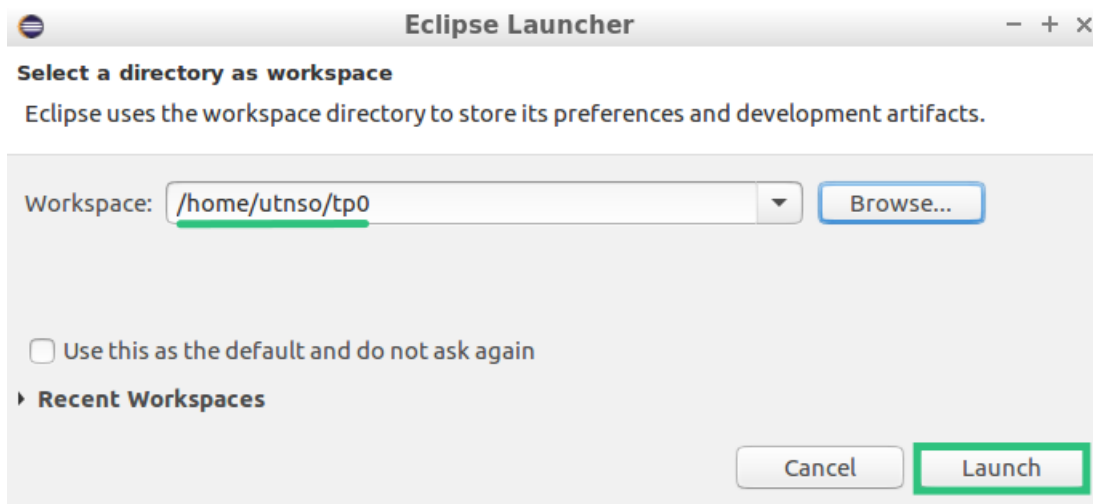 Eclipse Launcher
Select a directory as workspace
Eclipse uses the workspace directory to store its preferences and development artifacts.
Workspace: /home/utnso/tp0 Browse...
Use this as the default and do not ask again
Recent Workspaces
Cancel Launch